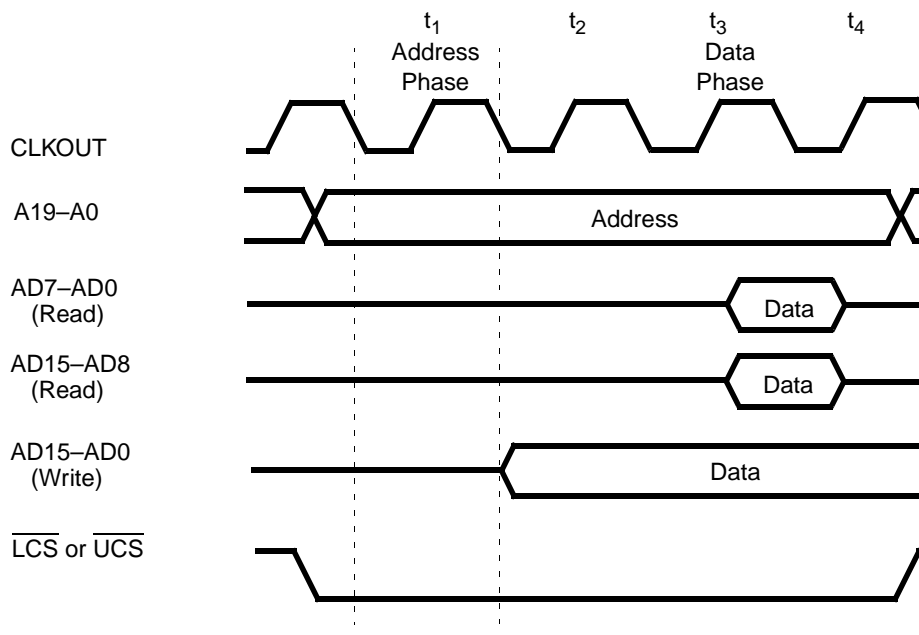 t1 t2 t3 t4
Address Data
Phase Phase
CLKOUT
A19–A0 Address
AD7–AD0
(Read) Data
AD15–AD8
(Read) Data
AD15–AD0
(Write) Data
LCS or UCS